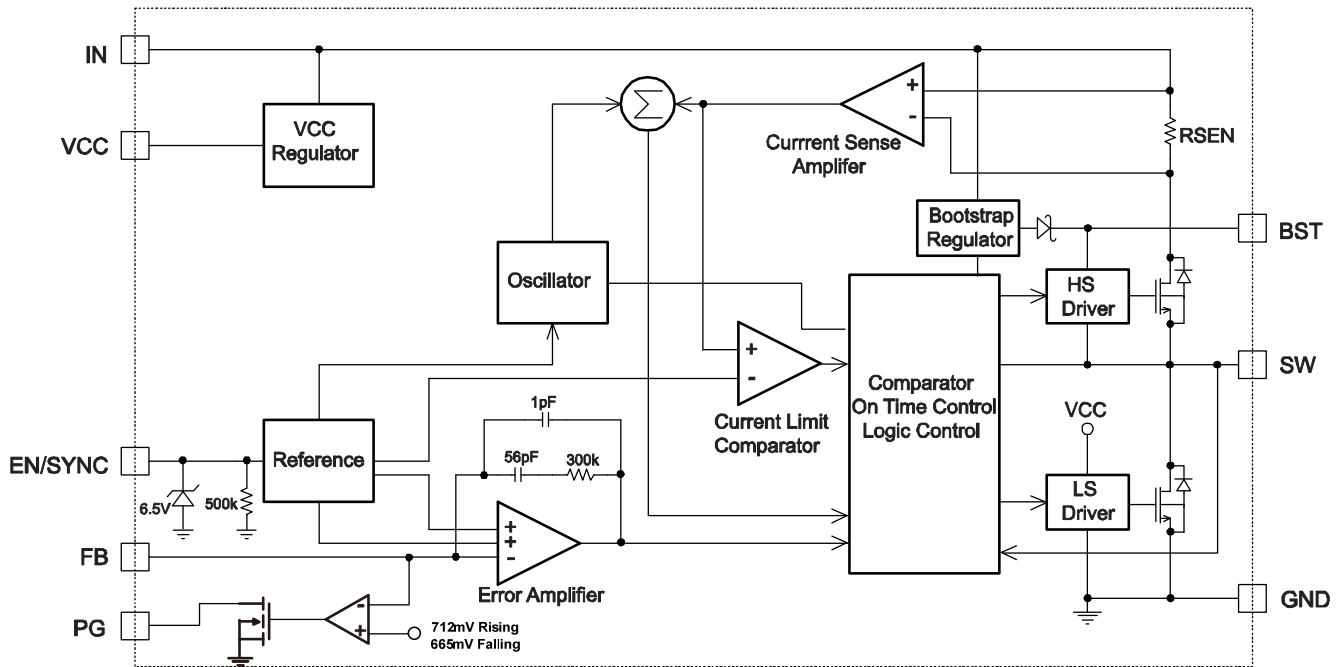 IN
VCC
Regulator
VCC
Σ
+
-
Currrent Sense
Amplifer
RSEN
Bootstrap
Regulator
BST
Oscillator
HS
Driver
+
-
Current Limit
Comparator
Comparator
On Time Control
Logic Control
SW
VCC
1pF
56pF
300k
EN/SYNC
Reference
6.5V
500k
LS
Driver
+
+
-
Error Amplifier
FB
PG
-
+
712mV Rising
665mV Falling
GND